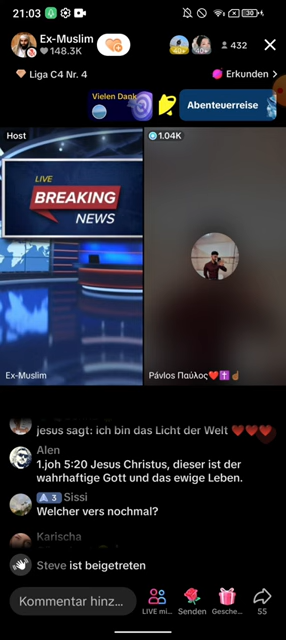 21:03
30
Ex-Muslim
148.3K
40+
40+
432
Liga C4 Nr. 4
Erkunden >
Vielen Dank
Abenteuerreise
Host
1.04K
LIVE
BREAKING
NEWS
Ex-Muslim
Pávlos Παύλος❤️✝️☝🏾
jesus sagt: ich bin das Licht der Welt ❤️❤️❤️
Alen
1.joh 5:20 Jesus Christus, dieser ist der
wahrhaftige Gott und das ewige Leben.
3 Sissi
Welcher vers nochmal?
Karischa
Steve ist beigetreten
Kommentar hinz...
LIVE mi...
Senden
Gesche...
55